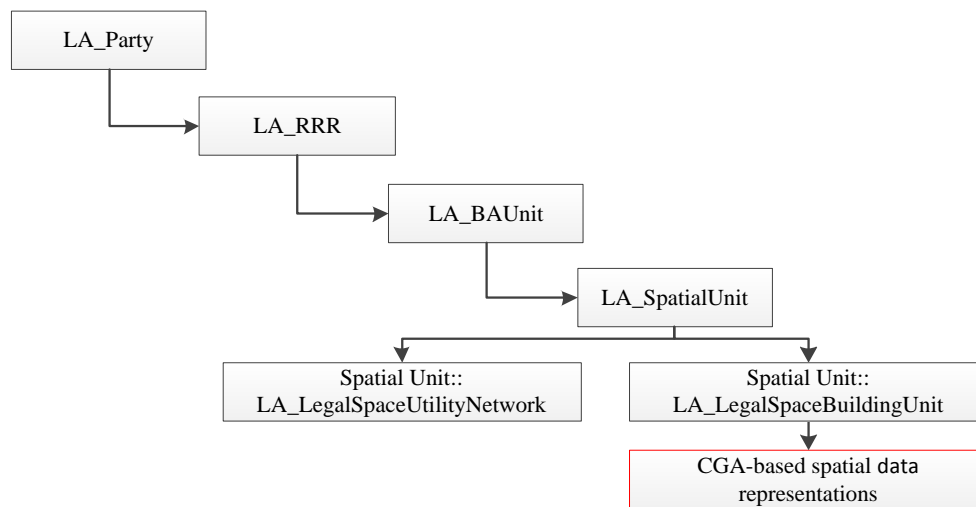 LA_Party
LA_RRR
LA_BAUnit
LA_SpatialUnit
Spatial Unit::
LA_LegalSpaceUtilityNetwork
Spatial Unit::
LA_LegalSpaceBuildingUnit
CGA-based spatial data
representations